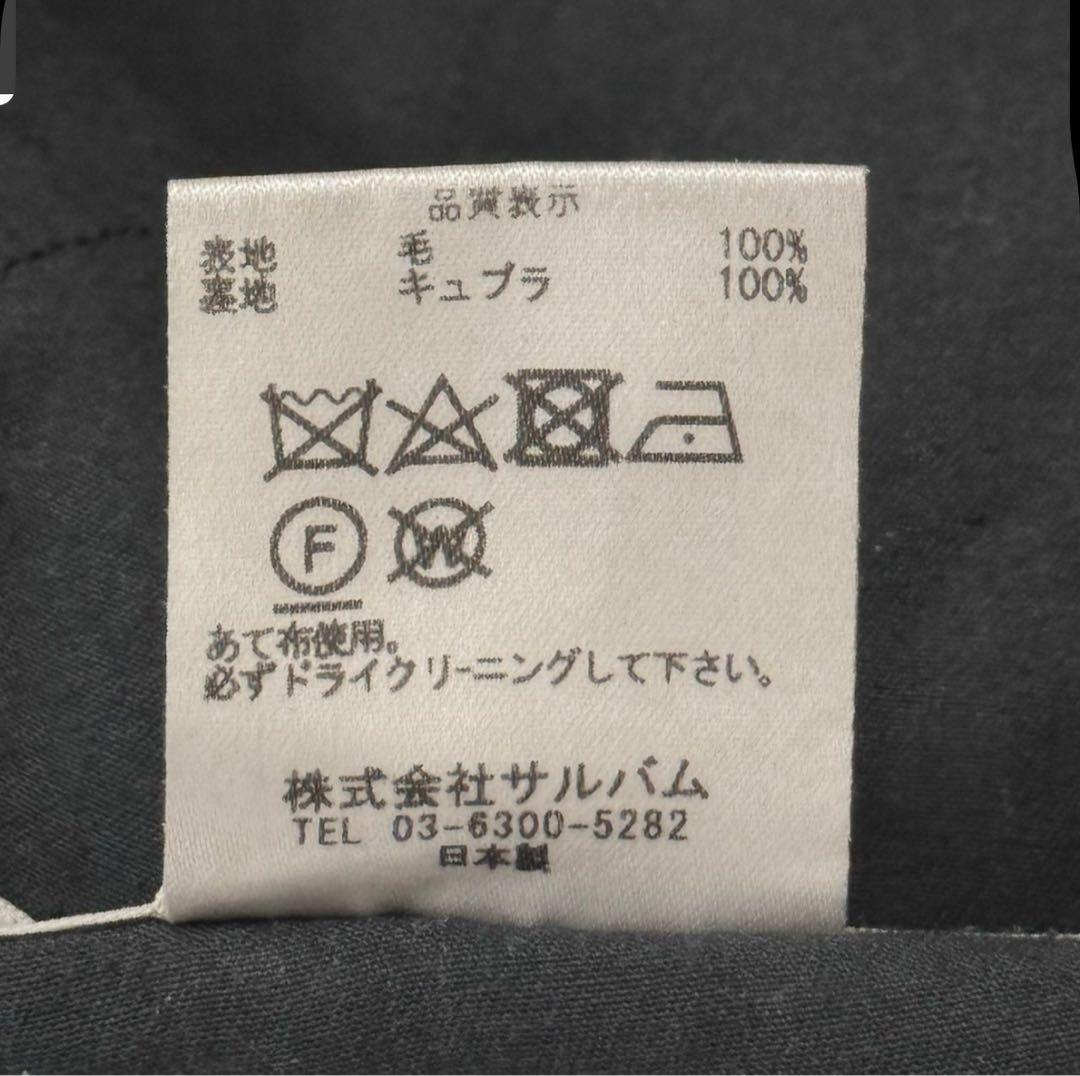 品質表示
表地 毛 100%
裏地 キュプラ 100%
F W
あて布使用。
必ずドライクリーニングして下さい。
株式会社サルバム
TEL 03-6300-5282
日本製